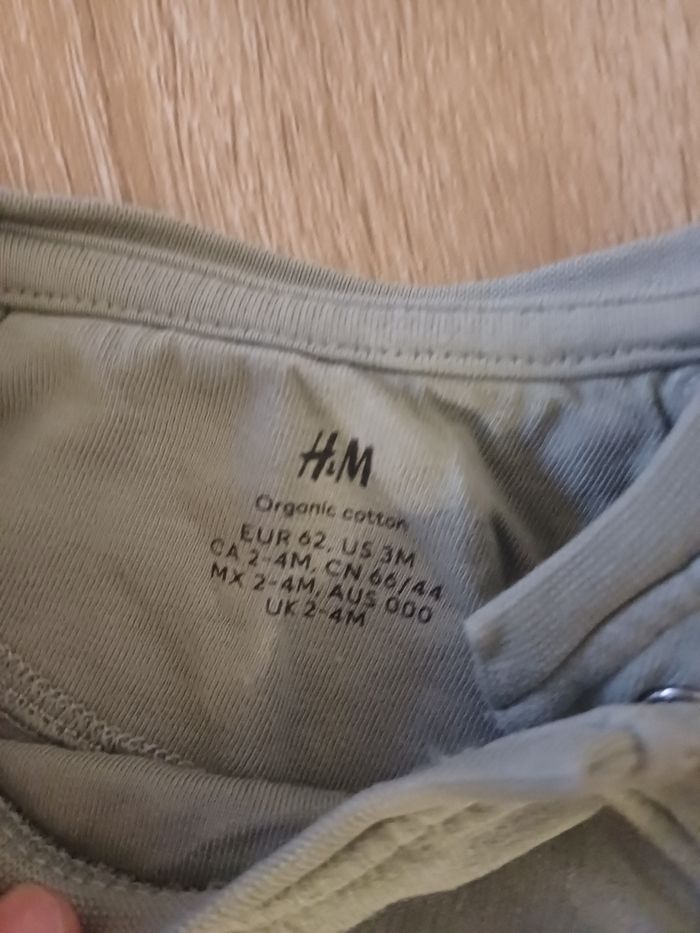 H&M
Organic cotton
EUR 62, US 3M
CA 2-4M, CN 66/44
MX 2-4M, AUS 000
UK 2-4M